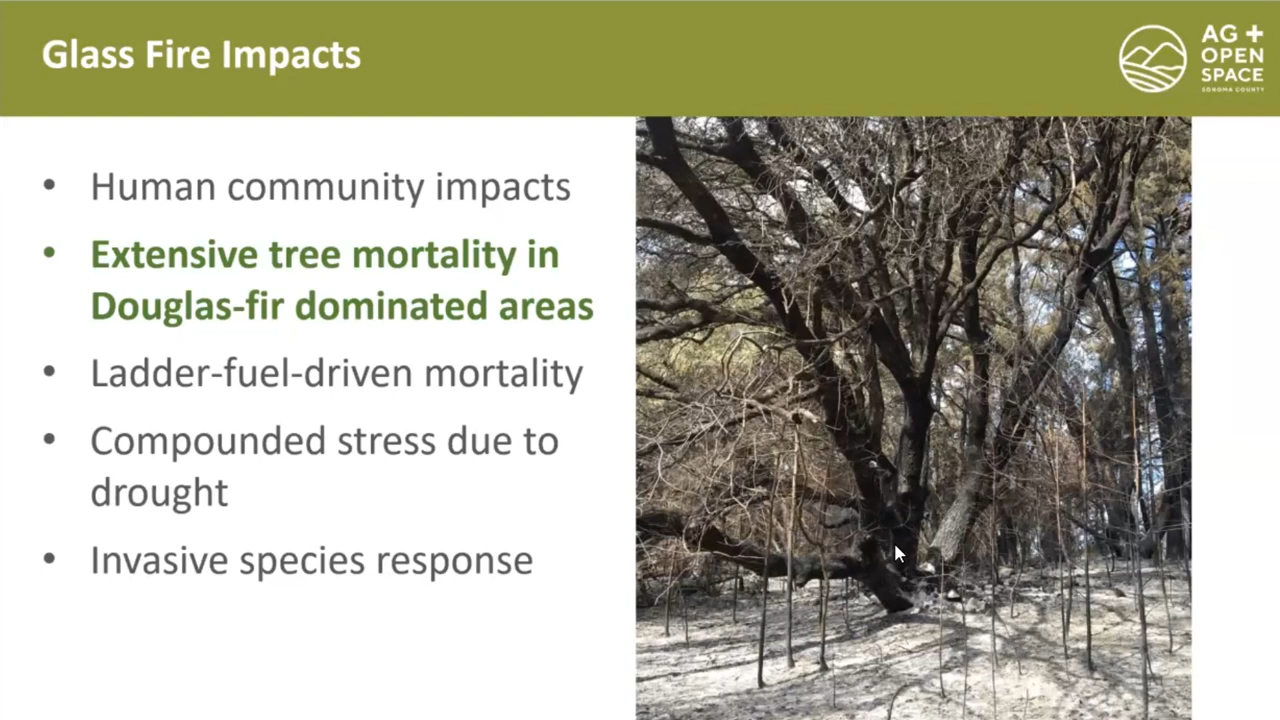 Glass Fire Impacts
AG +
OPEN
SPACE
SONOMA COUNTY
• Human community impacts
• Extensive tree mortality in
Douglas-fir dominated areas
• Ladder-fuel-driven mortality
• Compounded stress due to
drought
• Invasive species response